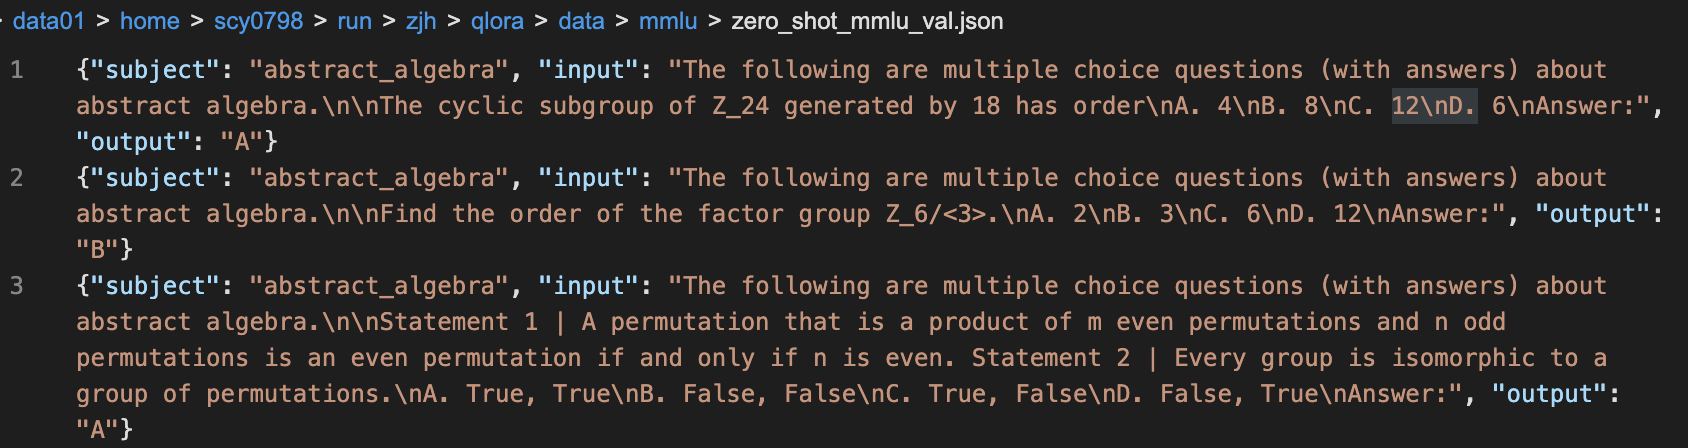 data01 > home > scy0798 > run > zjh > qlora > data > mmlu > zero_shot_mmlu_val.json
1 {"subject": "abstract_algebra", "input": "The following are multiple choice questions (with answers) about
abstract algebra.\n\nThe cyclic subgroup of Z_24 generated by 18 has order\nA. 4\nB. 8\nC. 12\nD. 6\nAnswer:",
"output": "A"}
2 {"subject": "abstract_algebra", "input": "The following are multiple choice questions (with answers) about
abstract algebra.\n\nFind the order of the factor group Z_6/<3>.\nA. 2\nB. 3\nC. 6\nD. 12\nAnswer:", "output":
"B"}
3 {"subject": "abstract_algebra", "input": "The following are multiple choice questions (with answers) about
abstract algebra.\n\nStatement 1 | A permutation that is a product of m even permutations and n odd
permutations is an even permutation if and only if n is even. Statement 2 | Every group is isomorphic to a
group of permutations.\nA. True, True\nB. False, False\nC. True, False\nD. False, True\nAnswer:", "output":
"A"}